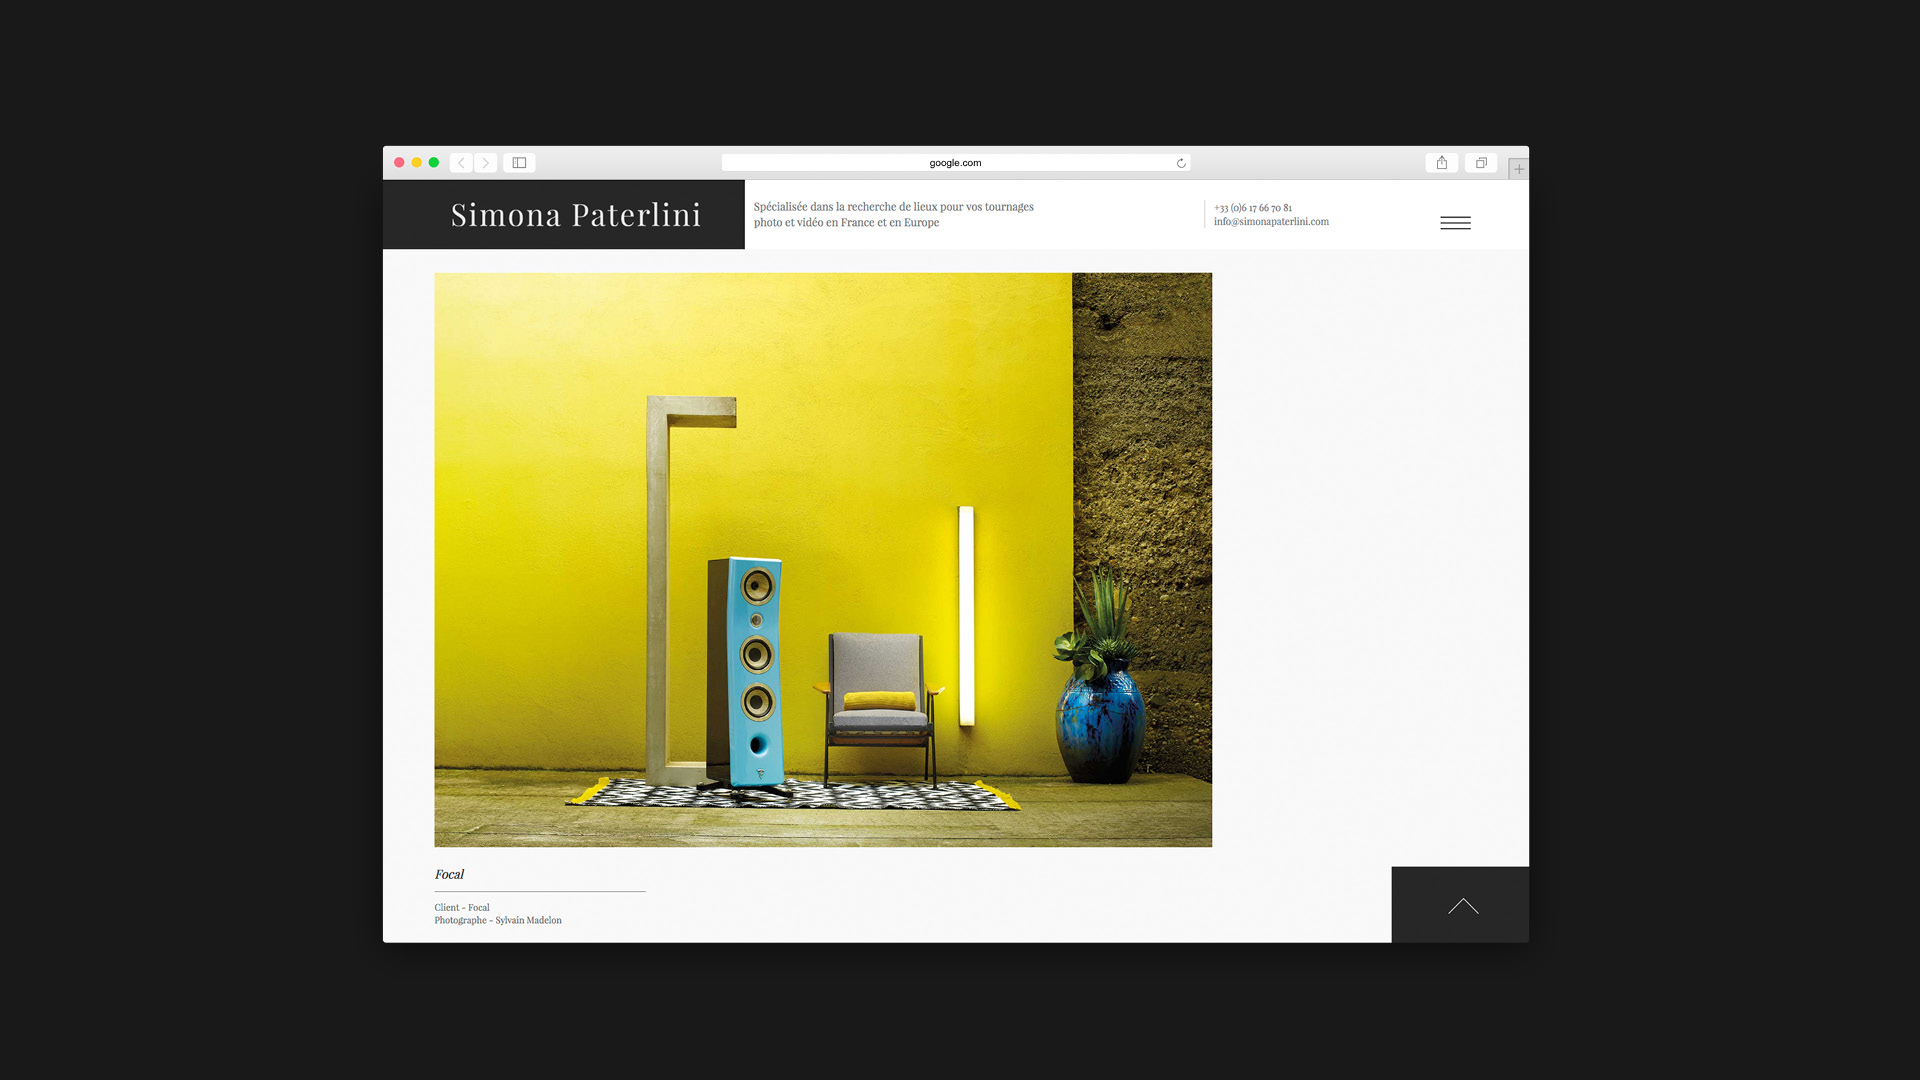 google.com
Simona Paterlini
Spécialisée dans la recherche de lieux pour vos tournages
photo et vidéo en France et en Europe
+33 (0)6 17 66 70 81
info@simonapaterlini.com
Focal
Client - Focal
Photographe - Sylvain Madelon